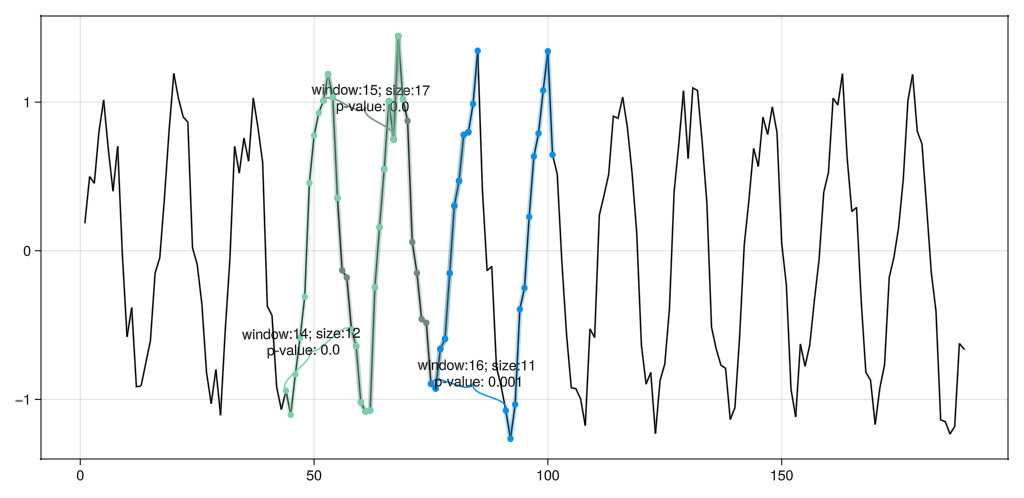 window:15; size:17
p-value: 0.0
window:14; size:12
p-value: 0.0
window:16; size:11
p-value: 0.001
1
0
−1
0
50
100
150